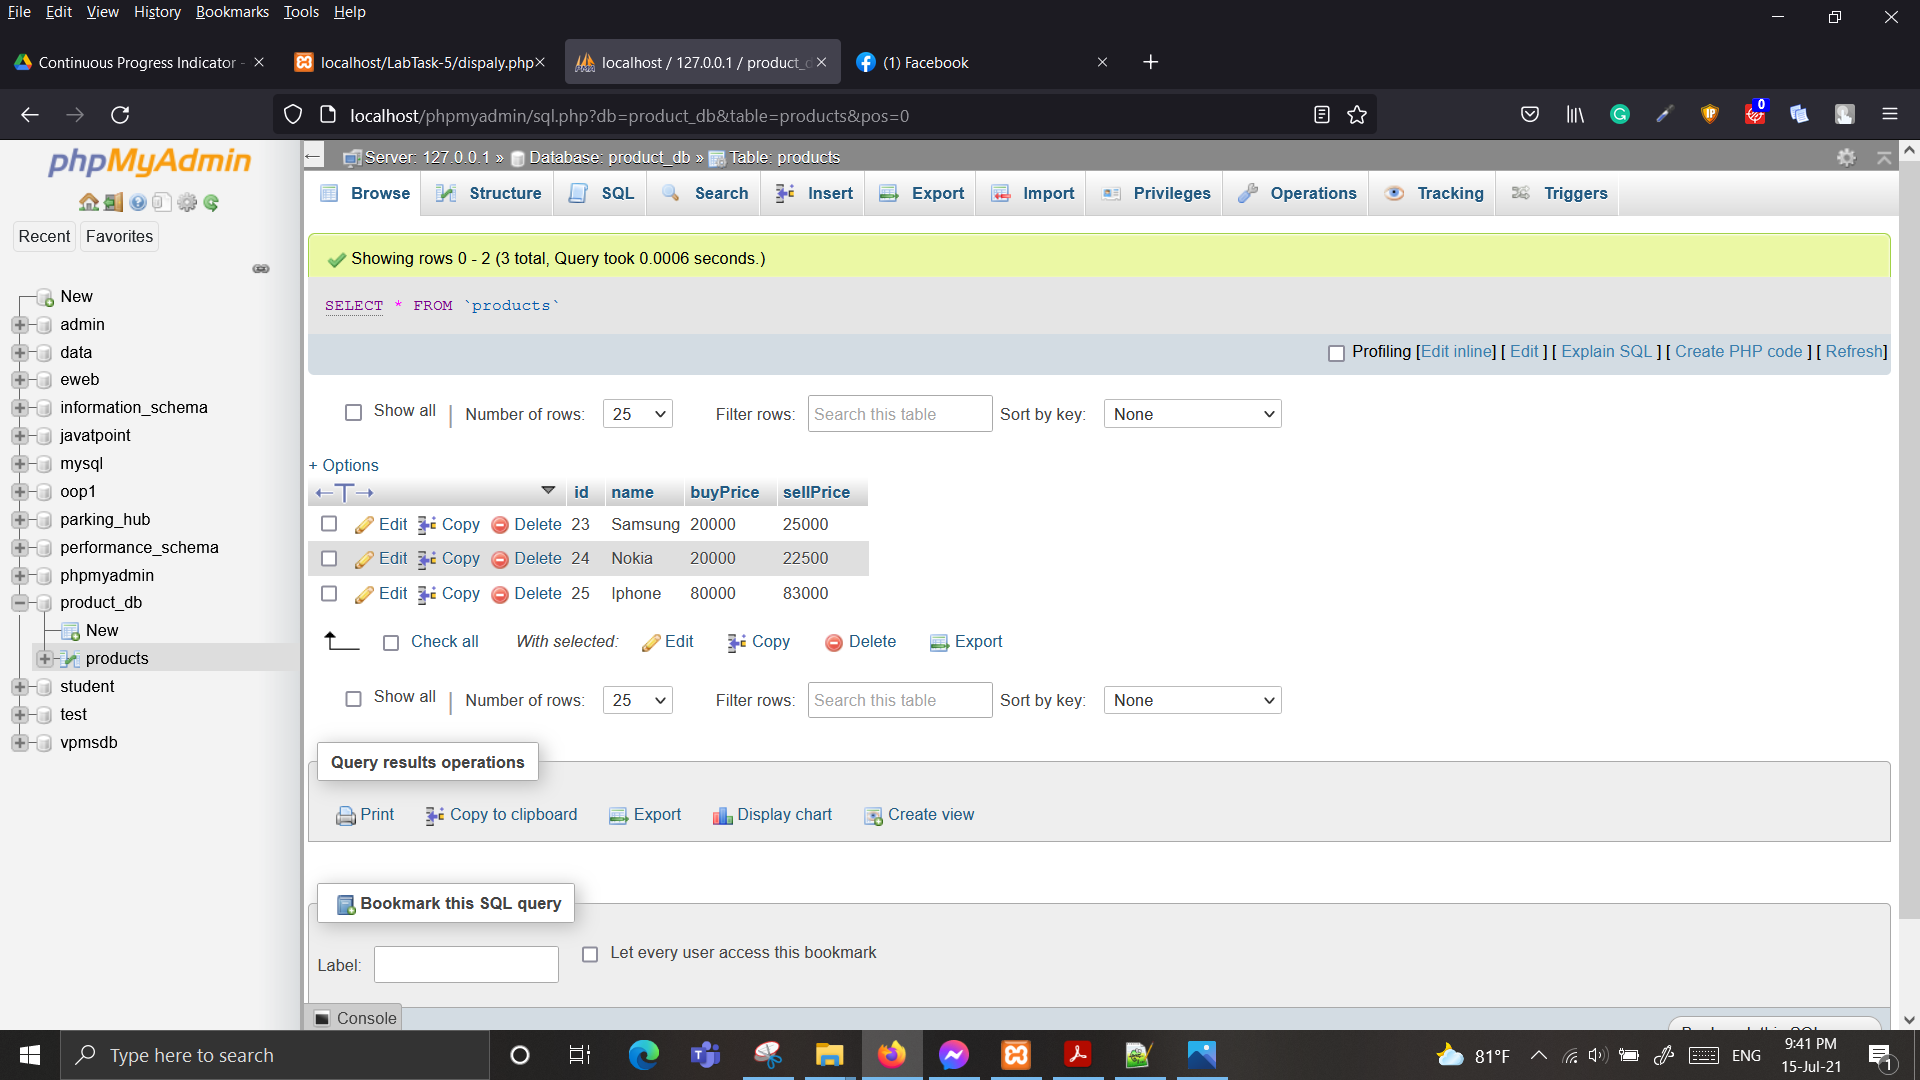 File Edit View History Bookmarks Tools Help
Continuous Progress Indicator -
localhost/LabTask-5/dispaly.php
localhost / 127.0.0.1 / product_d
(1) Facebook
localhost/phpmyadmin/sql.php?db=product_db&table=products&pos=0
0
phpMyAdmin
Recent Favorites
New
admin
data
eweb
information_schema
javatpoint
mysql
oop1
parking_hub
performance_schema
phpmyadmin
product_db
New
products
student
test
vpmsdb
Server: 127.0.0.1 » Database: product_db » Table: products
Browse Structure SQL Search Insert Export Import Privileges Operations Tracking Triggers
Showing rows 0 - 2 (3 total, Query took 0.0006 seconds.)
SELECT * FROM `products`
Profiling [Edit inline] [ Edit ] [ Explain SQL ] [ Create PHP code ] [ Refresh]
Show all | Number of rows: 25 Filter rows: Search this table Sort by key: None
+ Options
←T→ id name buyPrice sellPrice
Edit Copy Delete 23 Samsung 20000 25000
Edit Copy Delete 24 Nokia 20000 22500
Edit Copy Delete 25 Iphone 80000 83000
Check all With selected: Edit Copy Delete Export
Show all | Number of rows: 25 Filter rows: Search this table Sort by key: None
Query results operations
Print Copy to clipboard Export Display chart Create view
Bookmark this SQL query
Label: Let every user access this bookmark
Console
Type here to search
81°F
ENG
9:41 PM
15-Jul-21
1